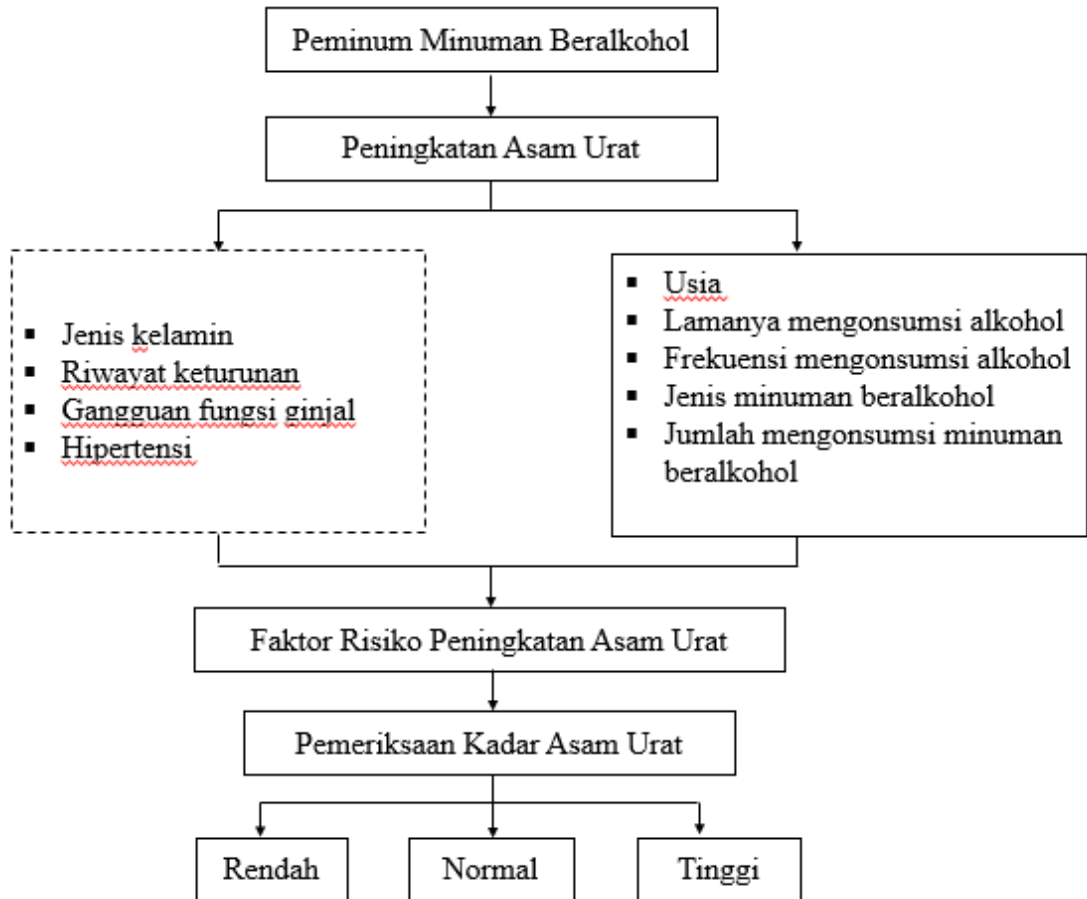 Peminum Minuman Beralkohol
Peningkatan Asam Urat
▪ Jenis kelamin
▪ Riwayat keturunan
▪ Gangguan fungsi ginjal
▪ Hipertensi
▪ Usia
▪ Lamanya mengonsumsi alkohol
▪ Frekuensi mengonsumsi alkohol
▪ Jenis minuman beralkohol
▪ Jumlah mengonsumsi minuman
beralkohol
Faktor Risiko Peningkatan Asam Urat
Pemeriksaan Kadar Asam Urat
Rendah
Normal
Tinggi